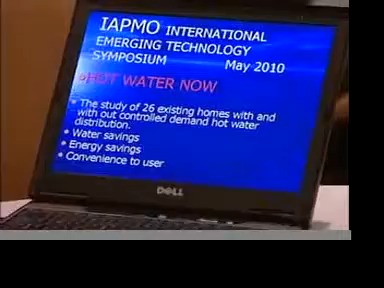 IAPMO INTERNATIONAL
EMERGING TECHNOLOGY
SYMPOSIUM May 2010
HOT WATER NOW
• The study of 26 existing homes with and
with out controlled demand hot water
distribution.
• Water savings
• Energy savings
• Convenience to user
DELL